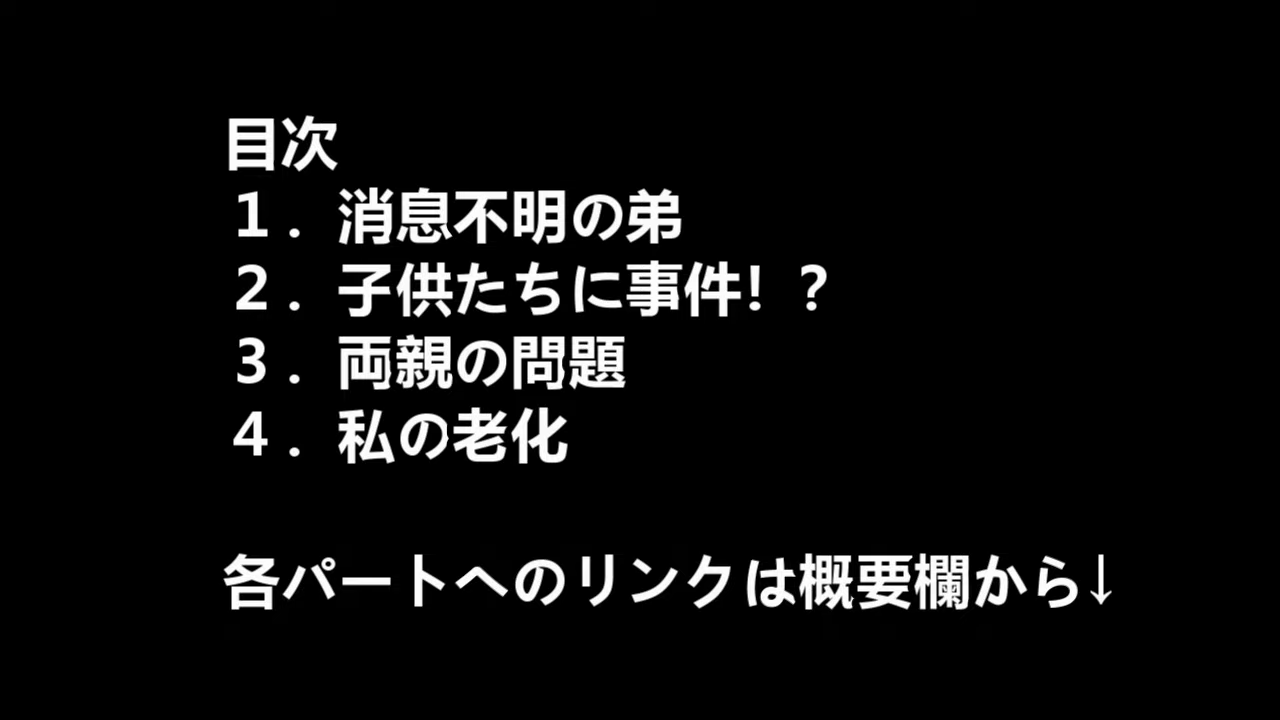 目次
１．消息不明の弟
２．子供たちに事件！？
３．両親の問題
４．私の老化
各パートへのリンクは概要欄から↓